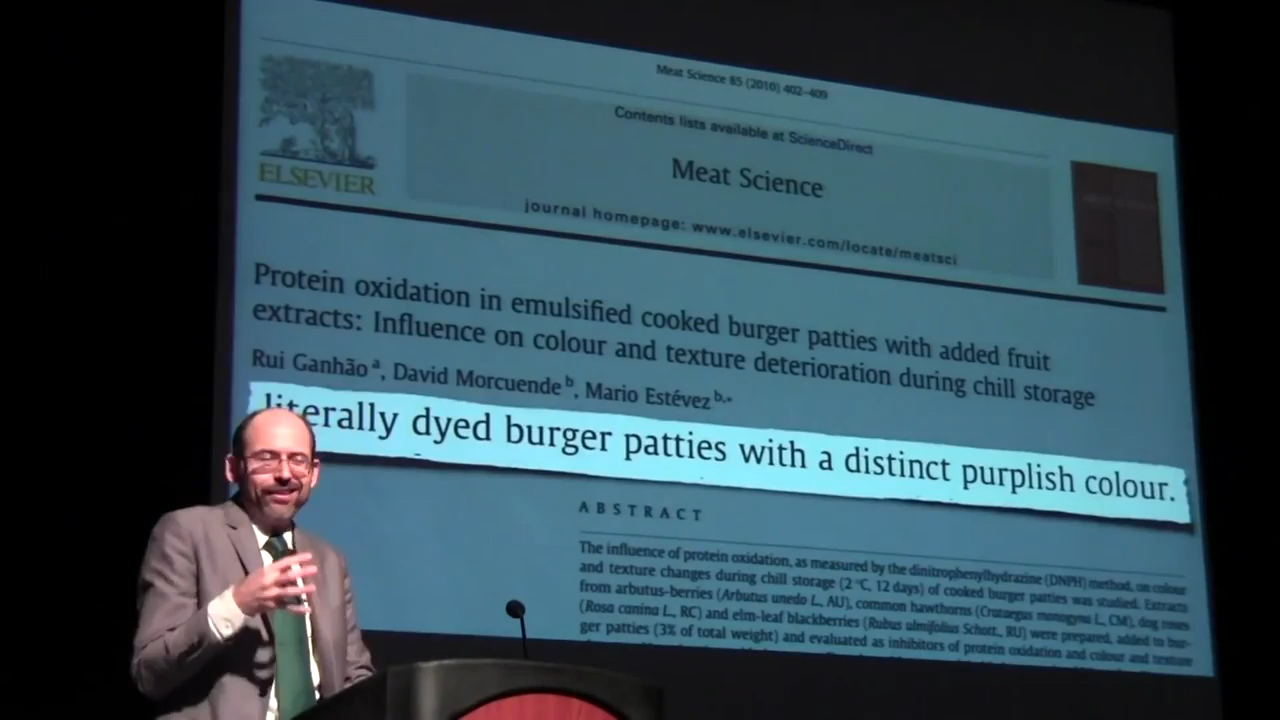 Meat Science 85 (2010) 402–409
Contents lists available at ScienceDirect
Meat Science
journal homepage: www.elsevier.com/locate/meatsci
ELSEVIER
Protein oxidation in emulsified cooked burger patties with added fruit
extracts: Influence on colour and texture deterioration during chill storage
Rui Ganhão a, David Morcuende b, Mario Estévez b,*
literally dyed burger patties with a distinct purplish colour.
ABSTRACT
The influence of protein oxidation, as measured by the dinitrophenylhydrazine (DNPH) method, on colour
and texture changes during chill storage (2 °C, 12 days) of cooked burger patties was studied. Extracts
from arbutus-berries (Arbutus unedo L., AU), common hawthorns (Crataegus monogyna L., CM), dog roses
(Rosa canina L., RC) and elm-leaf blackberries (Rubus ulmifolius Schott., RU) were prepared, added to bur-
ger patties (3% of total weight) and evaluated as inhibitors of protein oxidation and colour and texture